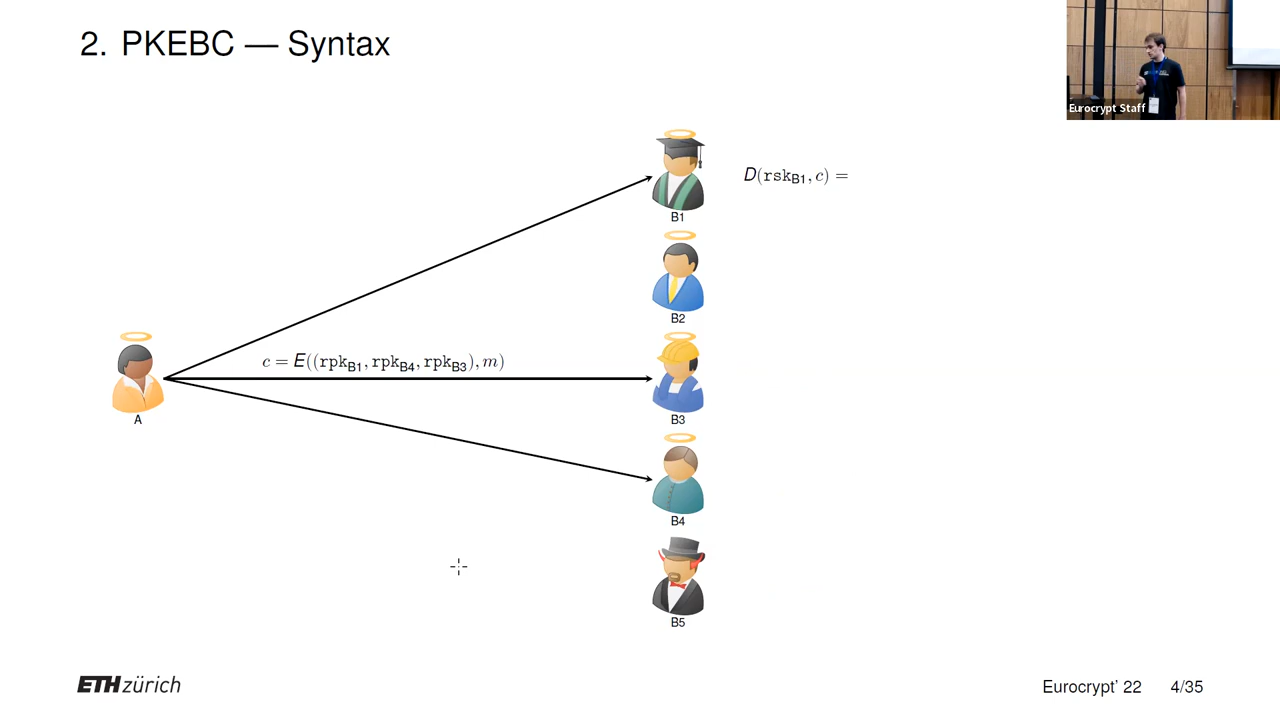 2. PKEBC — Syntax
Eurocrypt Staff
B1
D(rsk_B1, c) =
B2
c = E((rpk_B1, rpk_B4, rpk_B3), m)
A
B3
B4
B5
ETH zürich
Eurocrypt' 22
4/35